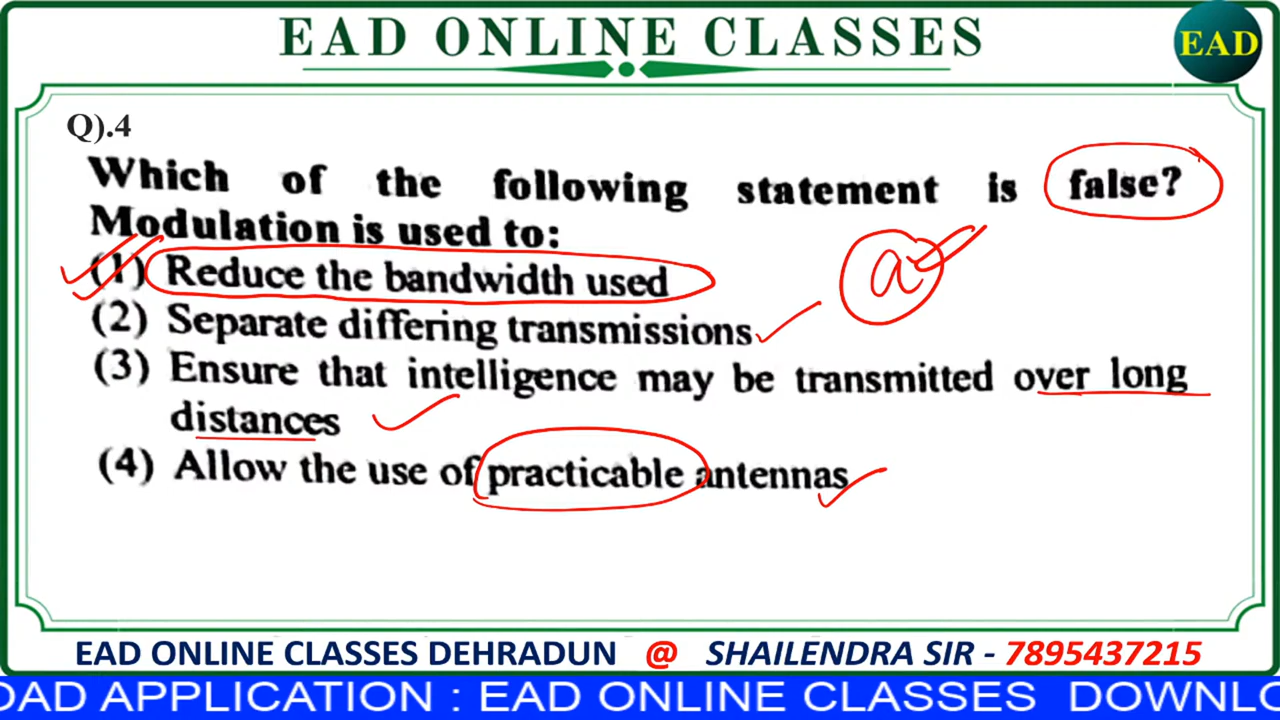 EAD ONLINE CLASSES
EAD
Q).4
Which of the following statement is false?
Modulation is used to:
(1) Reduce the bandwidth used
a
(2) Separate differing transmissions
(3) Ensure that intelligence may be transmitted over long
distances
(4) Allow the use of practicable antennas
EAD ONLINE CLASSES DEHRADUN @ SHAILENDRA SIR - 7895437215
OAD APPLICATION : EAD ONLINE CLASSES DOWNLO